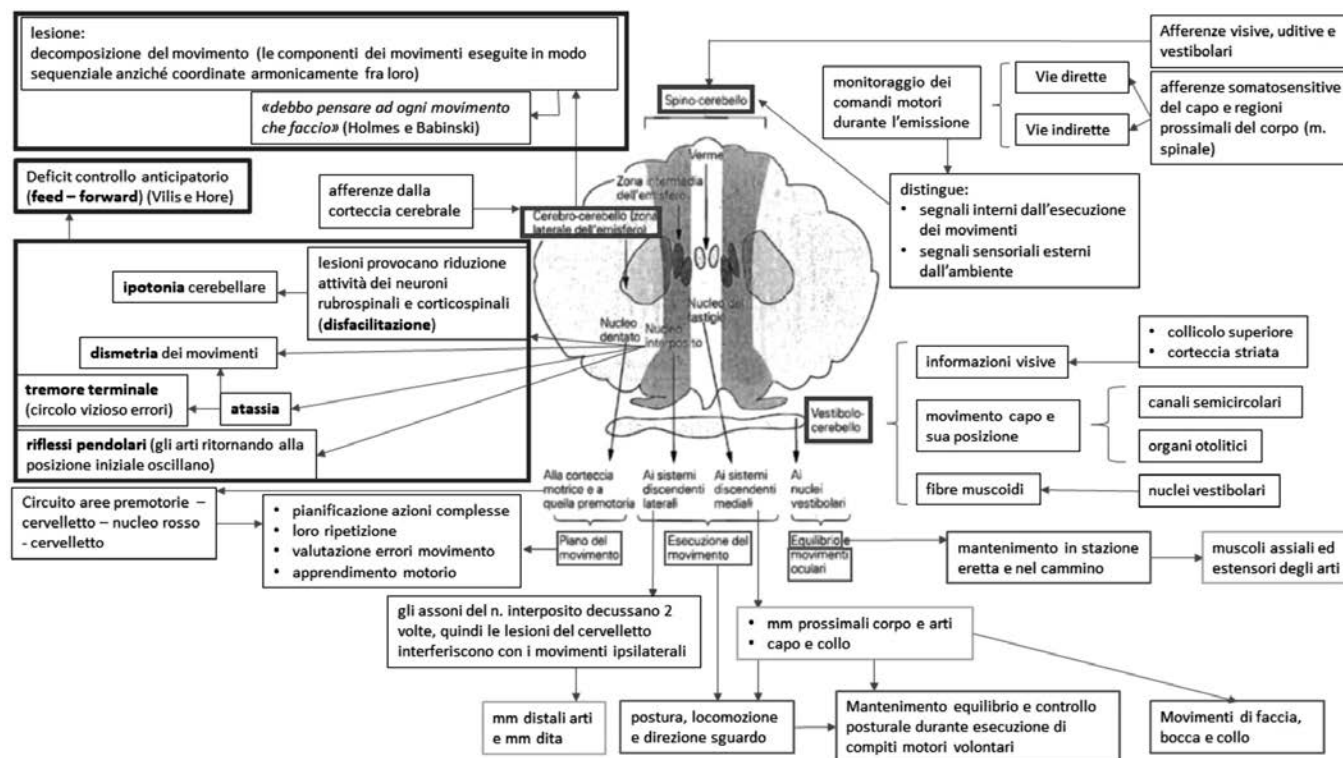 lesione:
decomposizione del movimento (le componenti dei movimenti eseguite in modo
sequenziale anziché coordinate armonicamente fra loro)
«debbo pensare ad ogni movimento
che faccio» (Holmes e Babinski)
Deficit controllo anticipatorio
(feed – forward) (Vilis e Hore)
afferenze dalla
corteccia cerebrale
Spino-cerebello
Verme
Zona intermedia
dell'emisfero
Cerebro-cerebello (zona
laterale dell'emisfero)
monitoraggio dei
comandi motori
durante l'emissione
Vie dirette
Vie indirette
Afferenze visive, uditive e
vestibolari
afferenze somatosensitive
del capo e regioni
prossimali del corpo (m.
spinale)
distingue:
• segnali interni dall'esecuzione
dei movimenti
• segnali sensoriali esterni
dall'ambiente
lesioni provocano riduzione
attività dei neuroni
rubrospinali e corticospinali
(disfacilitazione)
ipotonia cerebellare
dismetria dei movimenti
tremore terminale
(circolo vizioso errori)
atassia
riflessi pendolari (gli arti ritornando alla
posizione iniziale oscillano)
Nucleo
dentato
Nucleo
interposito
Nucleo del
fastigio
Vestibolo-
cerebello
informazioni visive
• collicolo superiore
• corteccia striata
movimento capo e
sua posizione
canali semicircolari
organi otolitici
fibre muscoidi
nuclei vestibolari
Alla corteccia
motrice e a
quella premotoria
Ai sistemi
discendenti
laterali
Ai sistemi
discendenti
mediali
Ai
nuclei
vestibolari
Piano del
movimento
Esecuzione del
movimento
Equilibrio e
movimenti
oculari
Circuito aree premotorie –
cervelletto – nucleo rosso
- cervelletto
• pianificazione azioni complesse
• loro ripetizione
• valutazione errori movimento
• apprendimento motorio
mantenimento in stazione
eretta e nel cammino
muscoli assiali ed
estensori degli arti
gli assoni del n. interposito decussano 2
volte, quindi le lesioni del cervelletto
interferiscono con i movimenti ipsilaterali
• mm prossimali corpo e arti
• capo e collo
mm distali arti
e mm dita
postura, locomozione
e direzione sguardo
Mantenimento equilibrio e controllo
posturale durante esecuzione di
compiti motori volontari
Movimenti di faccia,
bocca e collo